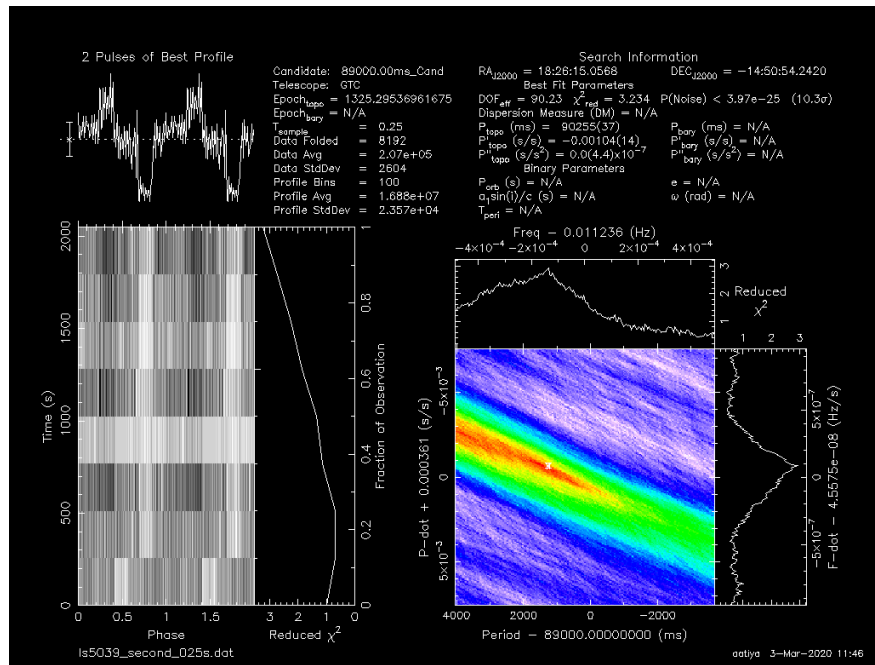 2 Pulses of Best Profile
Candidate: 89000.00ms_Cand
Telescope: GTC
Epoch_topo = 1325.29536961675
Epoch_bary = N/A
T_sample = 0.25
Data Folded = 8192
Data Avg = 2.07e+05
Data StdDev = 2604
Profile Bins = 100
Profile Avg = 1.688e+07
Profile StdDev = 2.357e+04
Search Information
RA_J2000 = 18:26:15.0568 DEC_J2000 = −14:50:54.2420
Best Fit Parameters
DOF_eff = 90.23 χ²_red = 3.234 P(Noise) < 3.97e−25 (10.3σ)
Dispersion Measure (DM) = N/A
P_topo (ms) = 90255(37) P_bary (ms) = N/A
P'_topo (s/s) = −0.00104(14) P'_bary (s/s) = N/A
P''_topo (s/s²) = 0.0(4.4)x10⁻⁷ P''_bary (s/s²) = N/A
Binary Parameters
P_orb (s) = N/A e = N/A
a₁sin(i)/c (s) = N/A ω (rad) = N/A
T_peri = N/A
2000
1500
1000
500
0
Time (s)
0 0.5 1 1.5
Phase
1
0.8
0.6
0.4
0.2
0
Fraction of Observation
3 2 1 0
Reduced χ²
Freq − 0.011236 (Hz)
−4×10⁻⁴ −2×10⁻⁴ 0 2×10⁻⁴ 4×10⁻⁴
3
2
1
Reduced
χ²
1 2 3
−5×10⁻³
0
5×10⁻³
P−dot + 0.000361 (s/s)
4000 2000 0 −2000
Period − 89000.00000000 (ms)
5×10⁻⁷
0
−5×10⁻⁷
F−dot − 4.5575e−08 (Hz/s)
ls5039_second_025s.dat
aatiya 3−Mar−2020 11:46